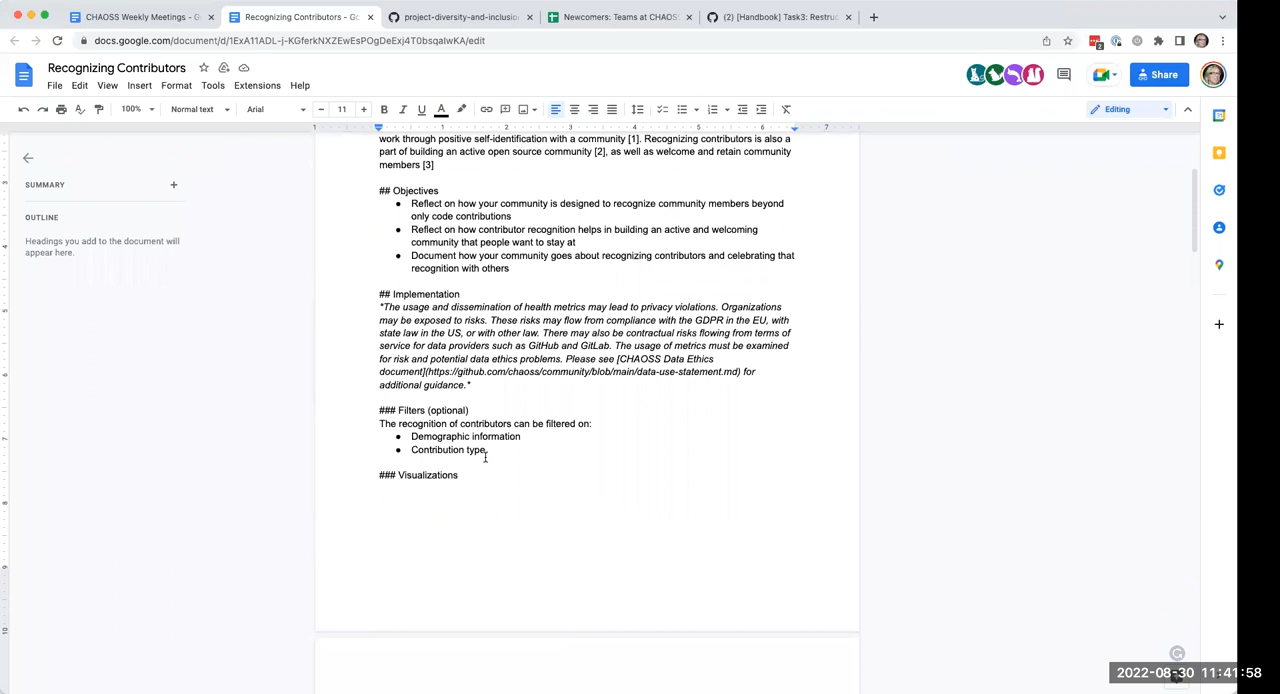 CHAOSS Weekly Meetings - G
Recognizing Contributors - Go
project-diversity-and-inclusion
Newcomers: Teams at CHAOSS
(2) [Handbook] Task3: Restruc
docs.google.com/document/d/1ExA11ADL-j-KGferkNXZEwEsPOgDeExj4T0bsqaIwKA/edit
2
Recognizing Contributors
File Edit View Insert Format Tools Extensions Help
Share
100% Normal text Arial 11 Editing
1 1 2 3 4 5 6 7
work through positive self-identification with a community [1]. Recognizing contributors is also a
part of building an active open source community [2], as well as welcome and retain community
members [3]
SUMMARY
OUTLINE
Headings you add to the document will
appear here.
## Objectives
● Reflect on how your community is designed to recognize community members beyond
only code contributions
● Reflect on how contributor recognition helps in building an active and welcoming
community that people want to stay at
● Document how your community goes about recognizing contributors and celebrating that
recognition with others
## Implementation
*The usage and dissemination of health metrics may lead to privacy violations. Organizations
may be exposed to risks. These risks may flow from compliance with the GDPR in the EU, with
state law in the US, or with other law. There may also be contractual risks flowing from terms of
service for data providers such as GitHub and GitLab. The usage of metrics must be examined
for risk and potential data ethics problems. Please see [CHAOSS Data Ethics
document](https://github.com/chaoss/community/blob/main/data-use-statement.md) for
additional guidance.*
### Filters (optional)
The recognition of contributors can be filtered on:
● Demographic information
● Contribution type
### Visualizations
2022-08-30 11:41:58